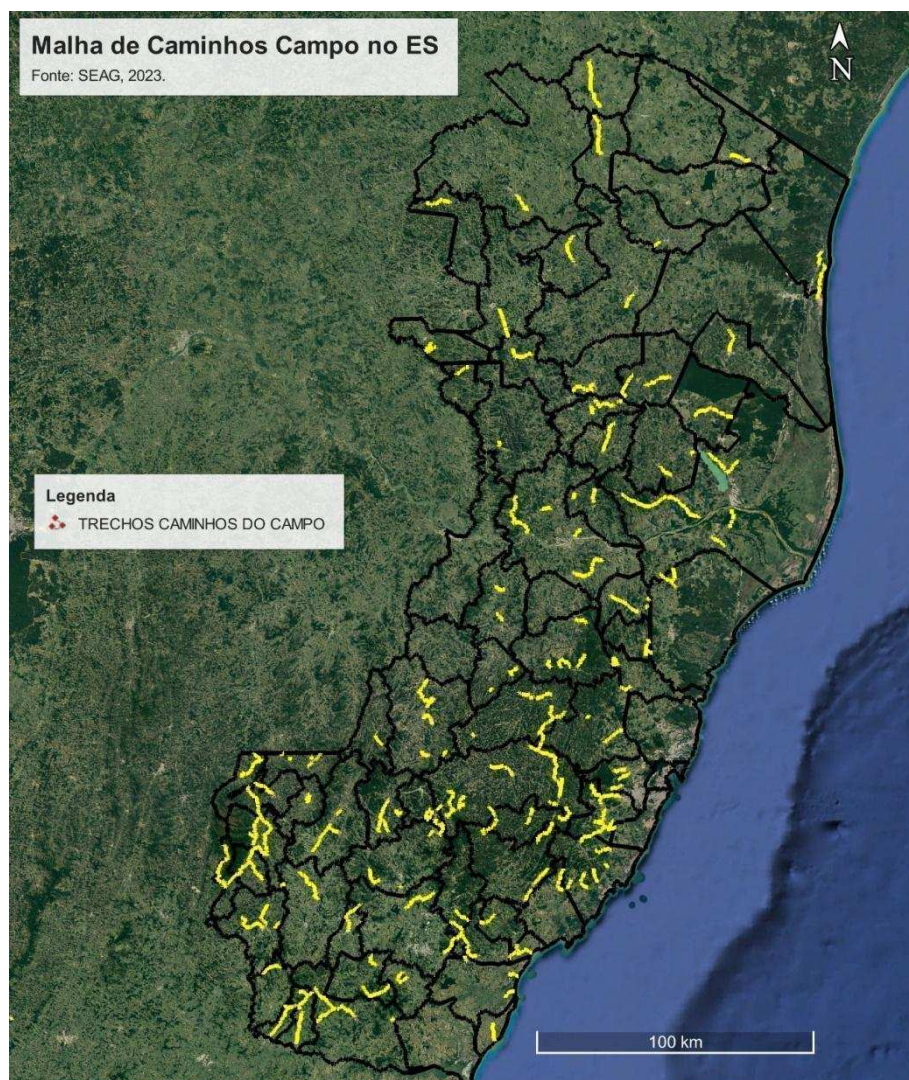 Malha de Caminhos Campo no ES
Fonte: SEAG, 2023.
N
Legenda
TRECHOS CAMINHOS DO CAMPO
100 km